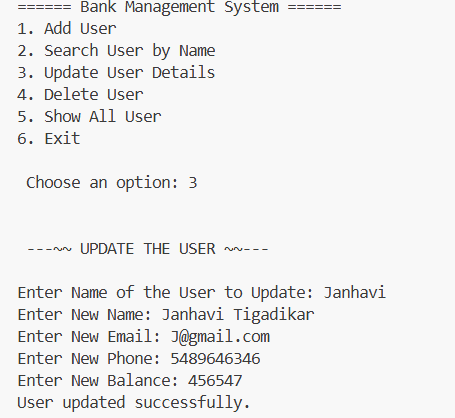 ====== Bank Management System ======
1. Add User
2. Search User by Name
3. Update User Details
4. Delete User
5. Show All User
6. Exit
Choose an option: 3
---~~ UPDATE THE USER ~~---
Enter Name of the User to Update: Janhavi
Enter New Name: Janhavi Tigadikar
Enter New Email: J@gmail.com
Enter New Phone: 5489646346
Enter New Balance: 456547
User updated successfully.